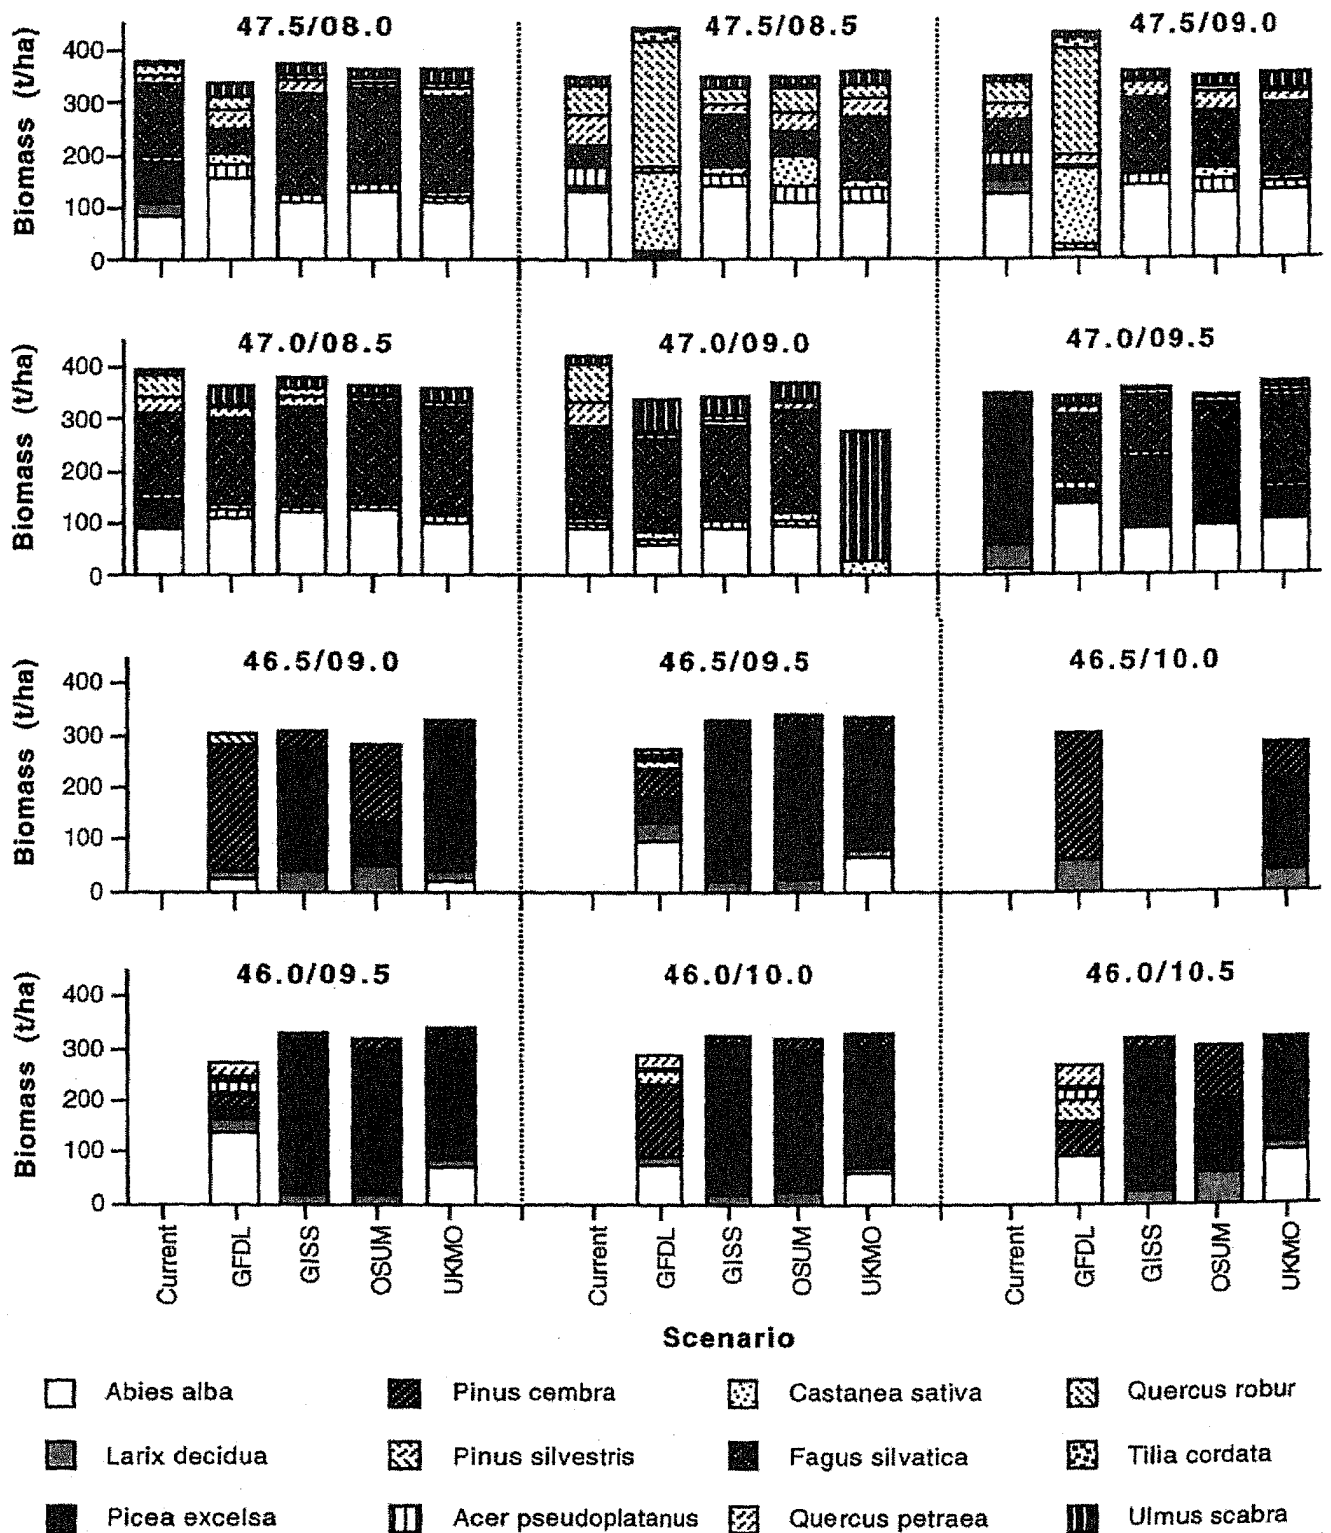 47.5/08.0 47.5/08.5 47.5/09.0
Biomass (t/ha)
400
300
200
100
0
47.0/08.5 47.0/09.0 47.0/09.5
Biomass (t/ha)
400
300
200
100
0
46.5/09.0 46.5/09.5 46.5/10.0
Biomass (t/ha)
400
300
200
100
0
46.0/09.5 46.0/10.0 46.0/10.5
Biomass (t/ha)
400
300
200
100
0
Current GFDL GISS OSUM UKMO Current GFDL GISS OSUM UKMO Current GFDL GISS OSUM UKMO
Scenario
Abies alba Pinus cembra Castanea sativa Quercus robur
Larix decidua Pinus silvestris Fagus silvatica Tilia cordata
Picea excelsa Acer pseudoplatanus Quercus petraea Ulmus scabra